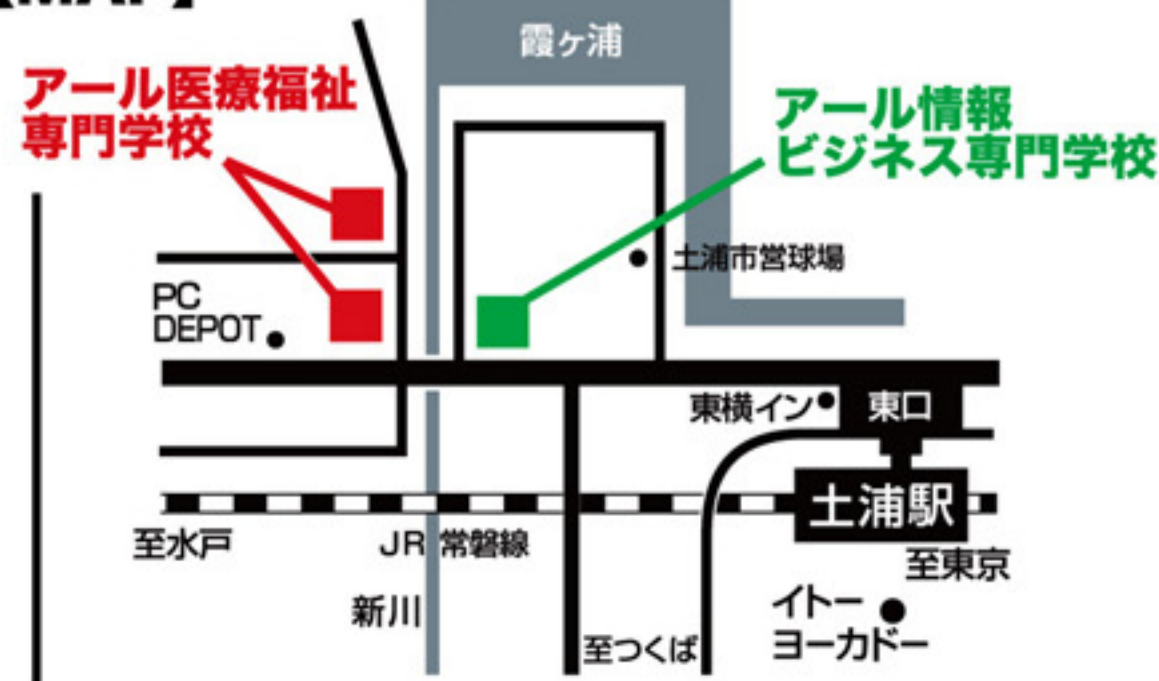 【MAP】
霞ヶ浦
アール医療福祉
専門学校
アール情報
ビジネス専門学校
土浦市営球場
PC
DEPOT
東横イン
東口
土浦駅
至水戸
JR常磐線
至東京
新川
イトー
ヨーカドー
至つくば